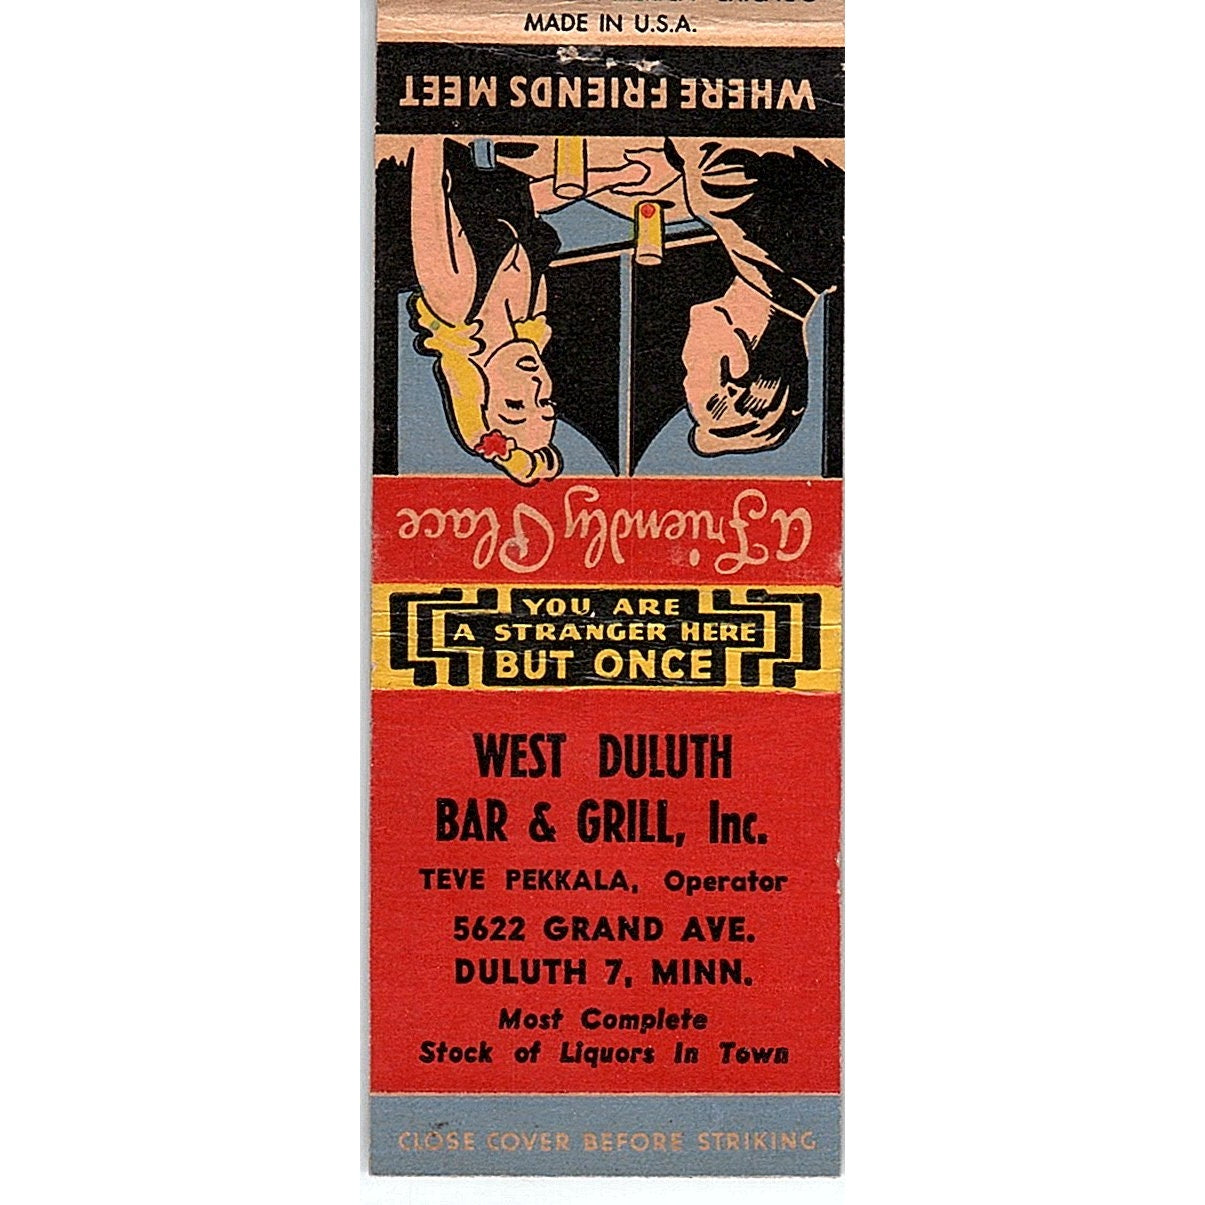 MADE IN U.S.A.
WHERE FRIENDS MEET
A Friendly Place
YOU ARE
A STRANGER HERE
BUT ONCE
WEST DULUTH
BAR & GRILL, Inc.
TEVE PEKKALA, Operator
5622 GRAND AVE.
DULUTH 7, MINN.
Most Complete
Stock of Liquors in Town
CLOSE COVER BEFORE STRIKING